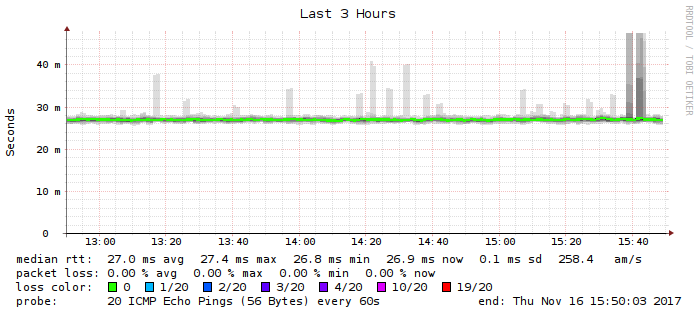 Last 3 Hours
RRDTOOL / TOBI OETIKER
Seconds
40 m
30 m
20 m
10 m
0
13:00 13:20 13:40 14:00 14:20 14:40 15:00 15:20 15:40
median rtt: 27.0 ms avg 27.4 ms max 26.8 ms min 26.9 ms now 0.1 ms sd 258.4 am/s
packet loss: 0.00 % avg 0.00 % max 0.00 % min 0.00 % now
loss color: 0 1/20 2/20 3/20 4/20 10/20 19/20
probe: 20 ICMP Echo Pings (56 Bytes) every 60s end: Thu Nov 16 15:50:03 2017